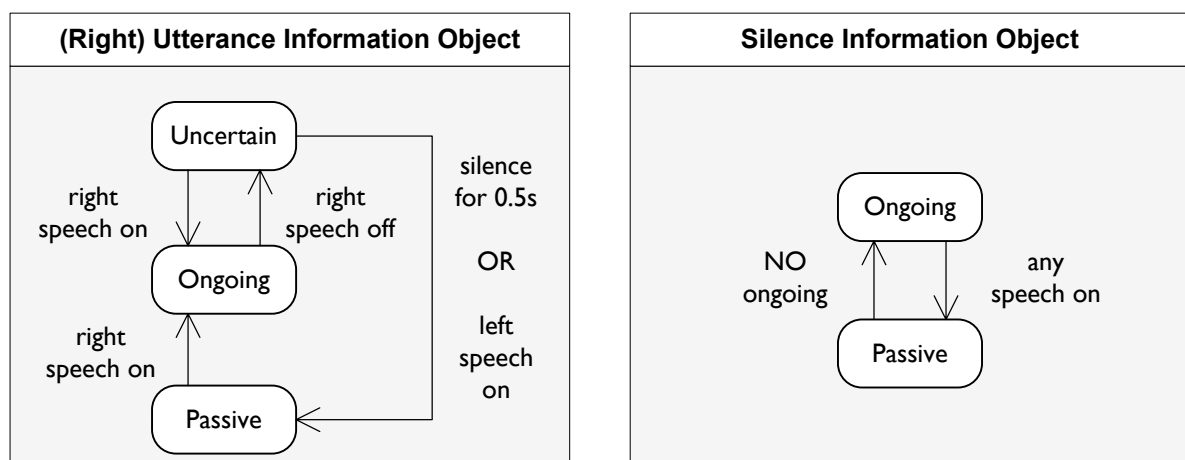 (Right) Utterance Information Object
Uncertain
right
speech on
right
speech off
silence
for 0.5s
OR
left
speech
on
Ongoing
right
speech on
Passive
Silence Information Object
Ongoing
NO
ongoing
any
speech on
Passive